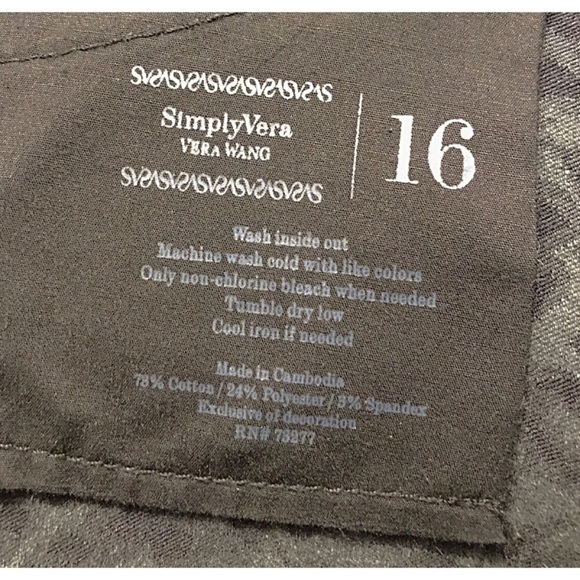 SimplyVera
VERA WANG
16
Wash inside out
Machine wash cold with like colors
Only non-chlorine bleach when needed
Tumble dry low
Cool iron if needed
Made in Cambodia
73% Cotton / 24% Polyester / 3% Spandex
Exclusive of decoration
RN# 73277